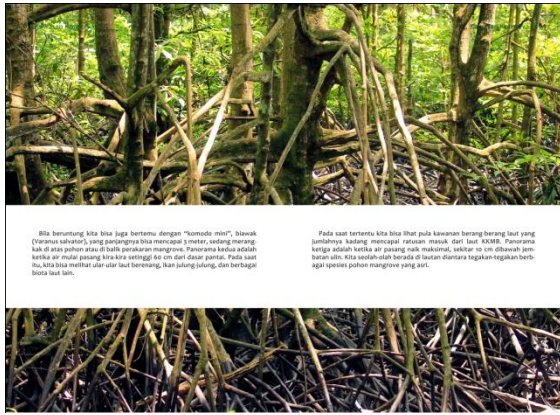 Bila beruntung kita bisa juga bertemu dengan "komodo mini", biawak
(Varanus salvator), yang panjangnya bisa mencapai 3 meter, sedang merang-
kak di atas pohon atau di balik perakaran mangrove. Panorama kedua adalah
ketika air mulai pasang kira-kira setinggi 60 cm dari dasar pantai. Pada saat
itu, kita bisa melihat ular-ular laut berenang, ikan julung-julung, dan berbagai
biota laut lain.
Pada saat tertentu kita bisa lihat pula kawanan berang-berang laut yang
jumlahnya kadang mencapai ratusan masuk dari laut KKMB. Panorama
ketiga adalah ketika air pasang naik maksimal, sekitar 10 cm dibawah jem-
batan ulin. Kita seolah-olah berada di lautan diantara tegakan-tegakan berb-
agai spesies pohon mangrove yang asri.